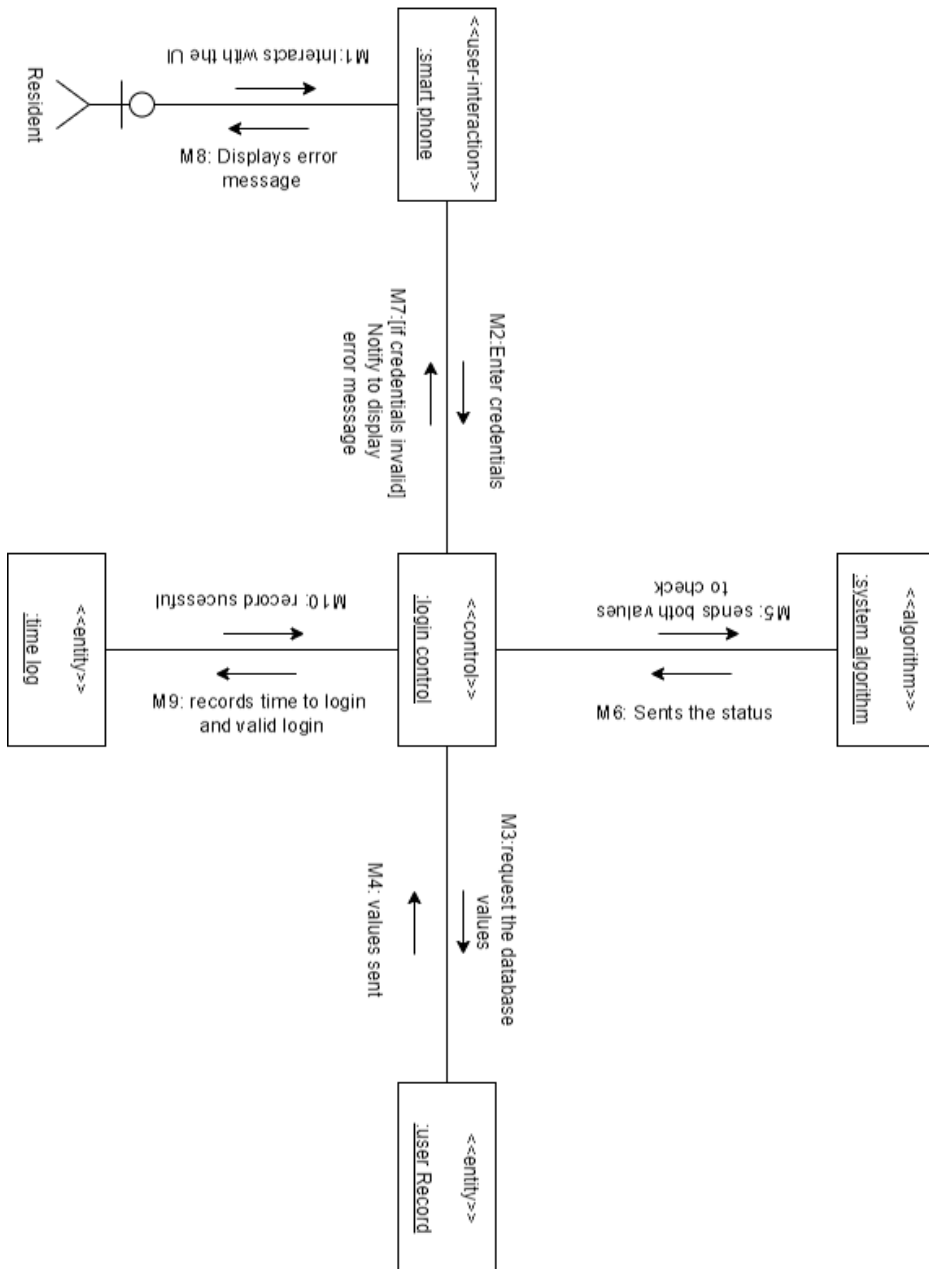 Resident
M1:Interacts with the UI
M8: Displays error
message
<<user-interaction>>
:smart phone
M2:Enter credentials
M7:[if credentials invalid]
Notify to display
error message
<<entity>>
:time log
M10: record sucessful
M9: records time to login
and valid login
<<control>>
:login control
M5: sends both values
to check
M6: Sents the status
<<algorithm>>
:system algorithm
M3:request the database
values
M4: values sent
<<entity>>
:user Record